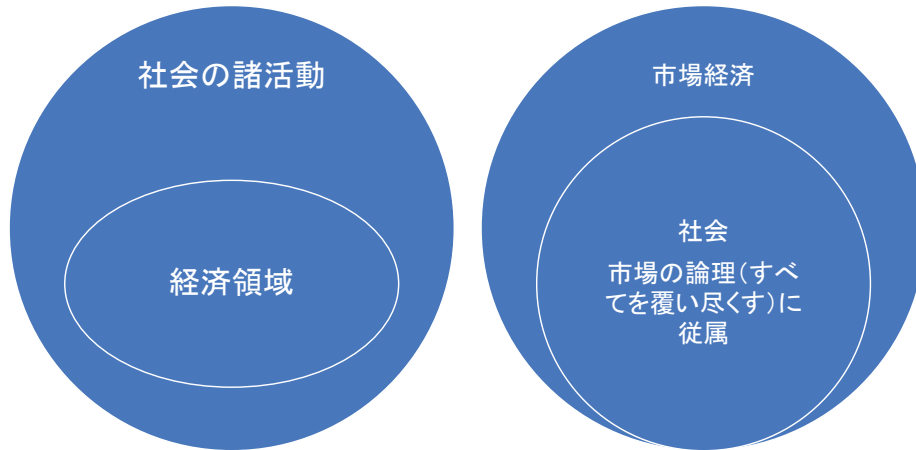 社会の諸活動
経済領域
市場経済
社会
市場の論理(すべ
てを覆い尽くす)に
従属